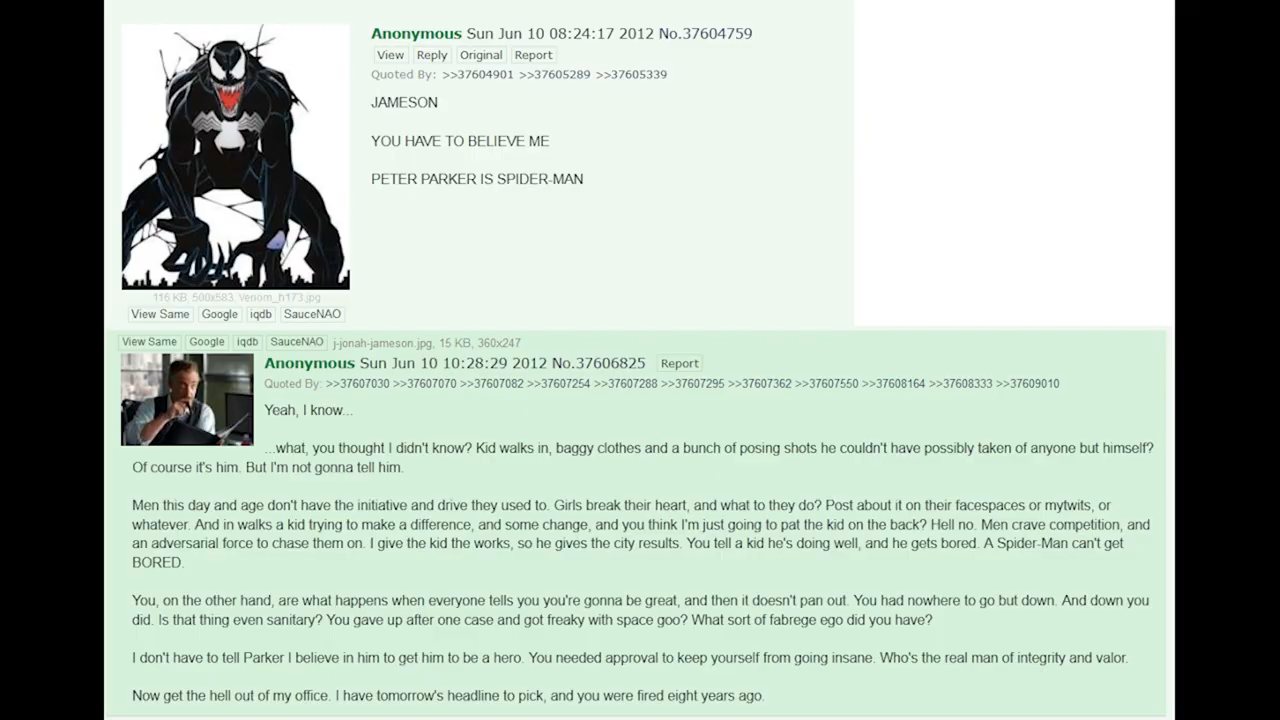 Anonymous Sun Jun 10 08:24:17 2012 No.37604759
View Reply Original Report
Quoted By: >>37604901 >>37605289 >>37605339
JAMESON
YOU HAVE TO BELIEVE ME
PETER PARKER IS SPIDER-MAN
116 KB, 500x583, Venom_h173.jpg
View Same Google iqdb SauceNAO
View Same Google iqdb SauceNAO j-jonah-jameson.jpg, 15 KB, 360x247
Anonymous Sun Jun 10 10:28:29 2012 No.37606825 Report
Quoted By: >>37607030 >>37607070 >>37607082 >>37607254 >>37607288 >>37607295 >>37607362 >>37607550 >>37608164 >>37608333 >>37609010
Yeah, I know...
...what, you thought I didn't know? Kid walks in, baggy clothes and a bunch of posing shots he couldn't have possibly taken of anyone but himself?
Of course it's him. But I'm not gonna tell him.
Men this day and age don't have the initiative and drive they used to. Girls break their heart, and what to they do? Post about it on their facespaces or mytwits, or
whatever. And in walks a kid trying to make a difference, and some change, and you think I'm just going to pat the kid on the back? Hell no. Men crave competition, and
an adversarial force to chase them on. I give the kid the works, so he gives the city results. You tell a kid he's doing well, and he gets bored. A Spider-Man can't get
BORED.
You, on the other hand, are what happens when everyone tells you you're gonna be great, and then it doesn't pan out. You had nowhere to go but down. And down you
did. Is that thing even sanitary? You gave up after one case and got freaky with space goo? What sort of fabrege ego did you have?
I don't have to tell Parker I believe in him to get him to be a hero. You needed approval to keep yourself from going insane. Who's the real man of integrity and valor.
Now get the hell out of my office. I have tomorrow's headline to pick, and you were fired eight years ago.